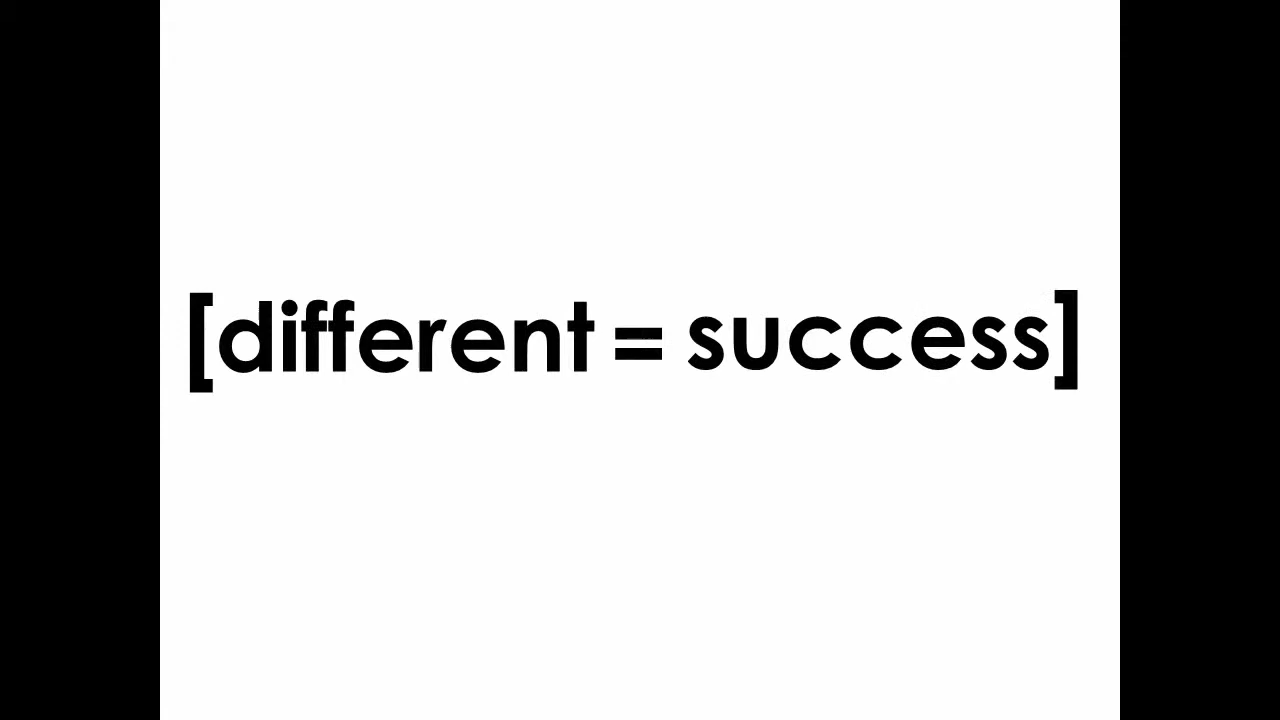 [different = success]